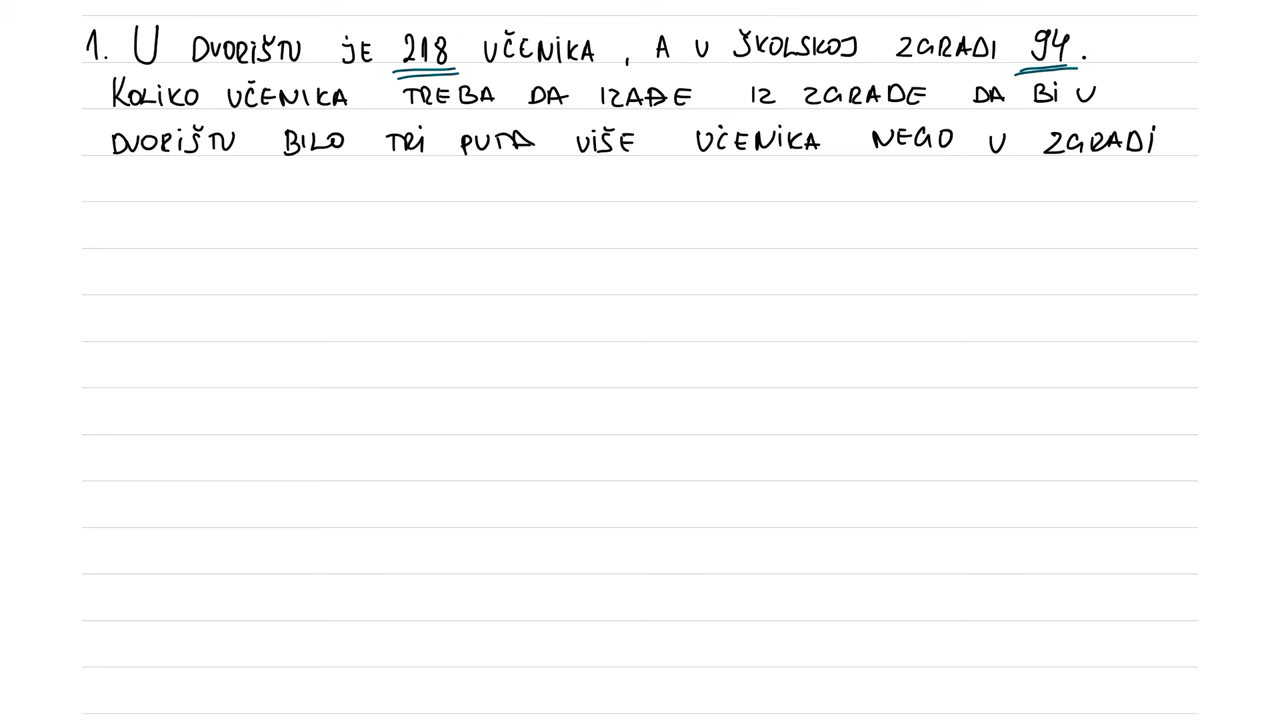 1. U DVORIŠTU JE 218 UČENIKA, A U ŠKOLSKOJ ZGRADI 94.
KOLIKO UČENIKA TREBA DA IZAĐE IZ ZGRADE DA BI U
DVORIŠTU BILO TRI PUTA VIŠE UČENIKA NEGO U ZGRADI